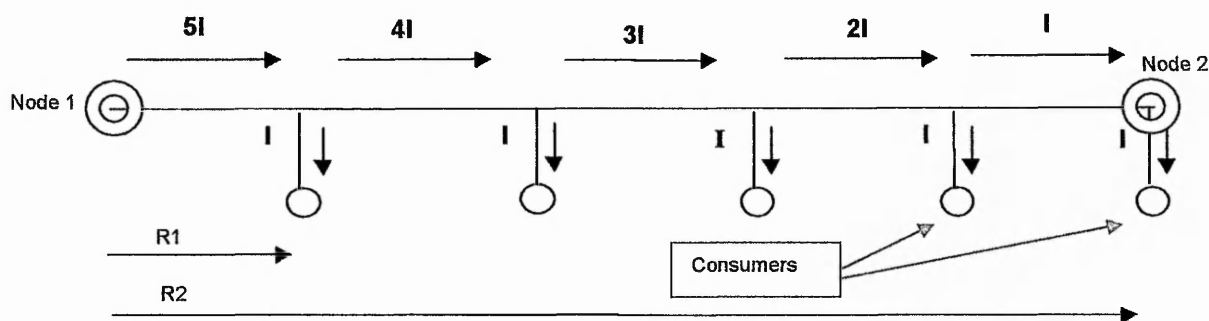 5I 4I 3I 2I I
Node 1
Node 2
I I I I I
R1
Consumers
R2